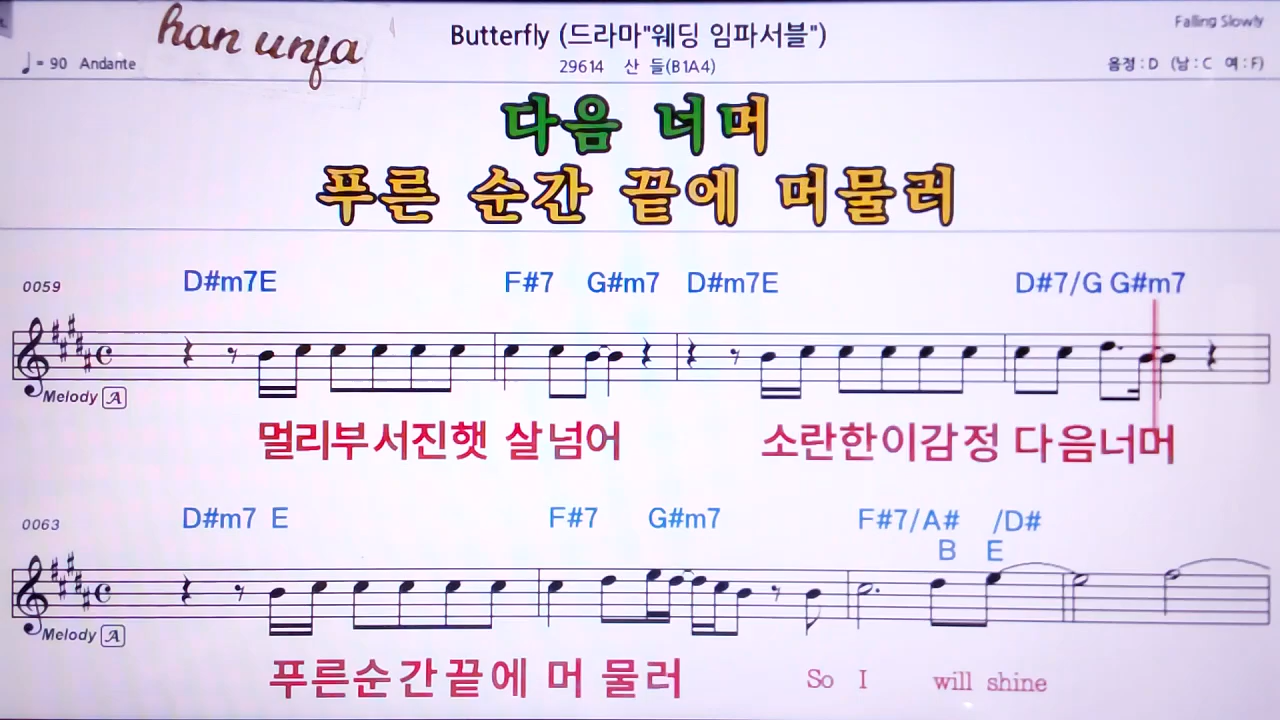 han unfa
Butterfly (드라마"웨딩 임파서블")
Falling Slowly
♩= 90 Andante
29614 산 들(B1A4)
음정 : D (남 : C 여 : F)
다음 너머
푸른 순간 끝에 머물러
0059 D#m7E F#7 G#m7 D#m7E D#7/G G#m7
Melody A
멀리부서진햇 살넘어 소란한이감정 다음너머
0063 D#m7 E F#7 G#m7 F#7/A# /D#
B E
Melody A
푸른순간끝에 머 물러 So I will shine